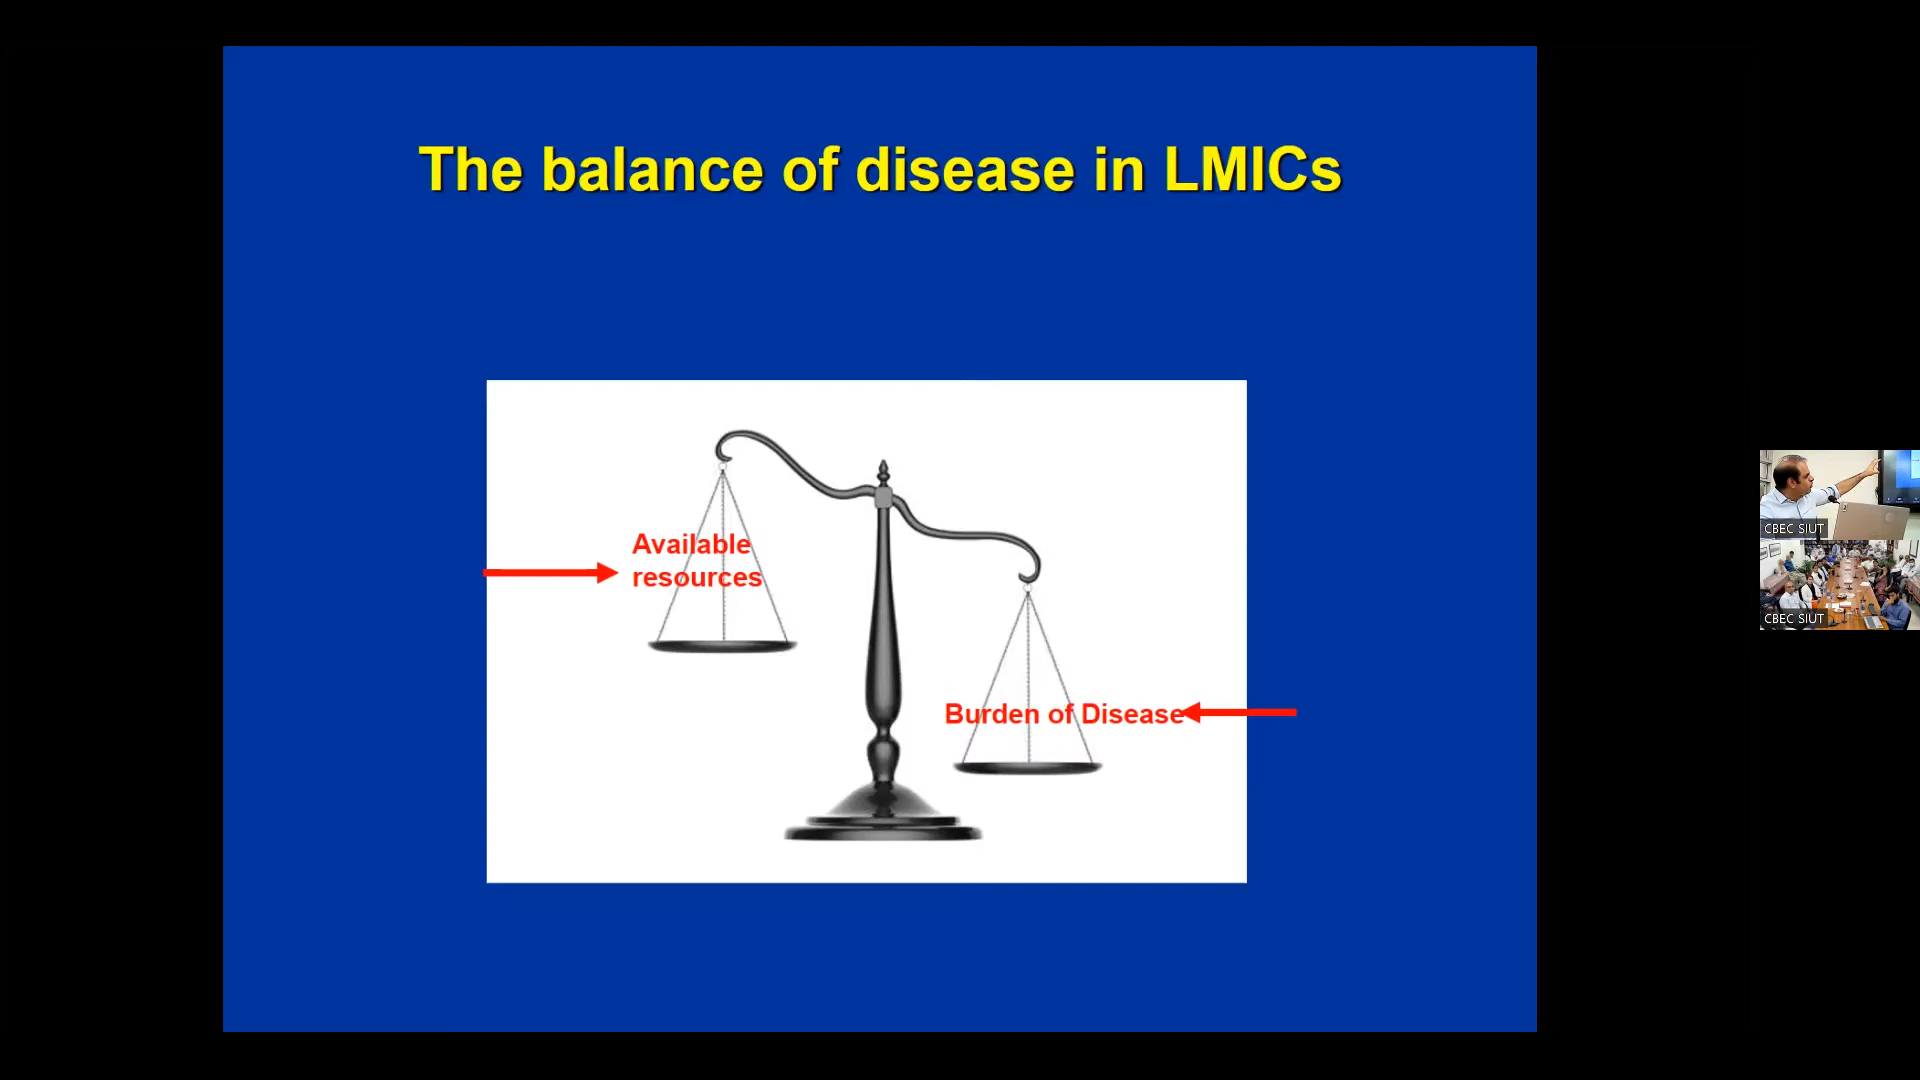 The balance of disease in LMICs
Available
resources
Burden of Disease
CBEC SIUT
CBEC SIUT